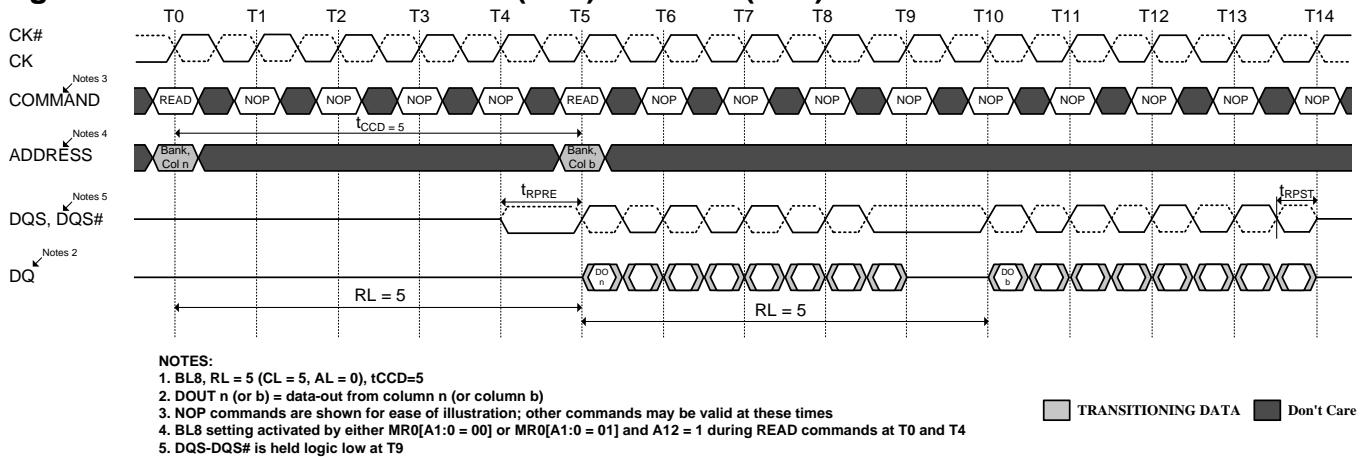 T0 T1 T2 T3 T4 T5 T6 T7 T8 T9 T10 T11 T12 T13 T14
CK#
CK
Notes 3
COMMAND READ NOP NOP NOP NOP READ NOP NOP NOP NOP NOP NOP NOP NOP NOP
tCCD = 5
Notes 4
ADDRESS
Bank, Bank,
Col n Col b
tRPRE tRPST
Notes 5
DQS, DQS#
Notes 2
DQ
DO DO
n b
RL = 5
RL = 5
NOTES:
1. BL8, RL = 5 (CL = 5, AL = 0), tCCD=5
2. DOUT n (or b) = data-out from column n (or column b)
3. NOP commands are shown for ease of illustration; other commands may be valid at these times
4. BL8 setting activated by either MR0[A1:0 = 00] or MR0[A1:0 = 01] and A12 = 1 during READ commands at T0 and T4
5. DQS-DQS# is held logic low at T9
TRANSITIONING DATA Don't Care